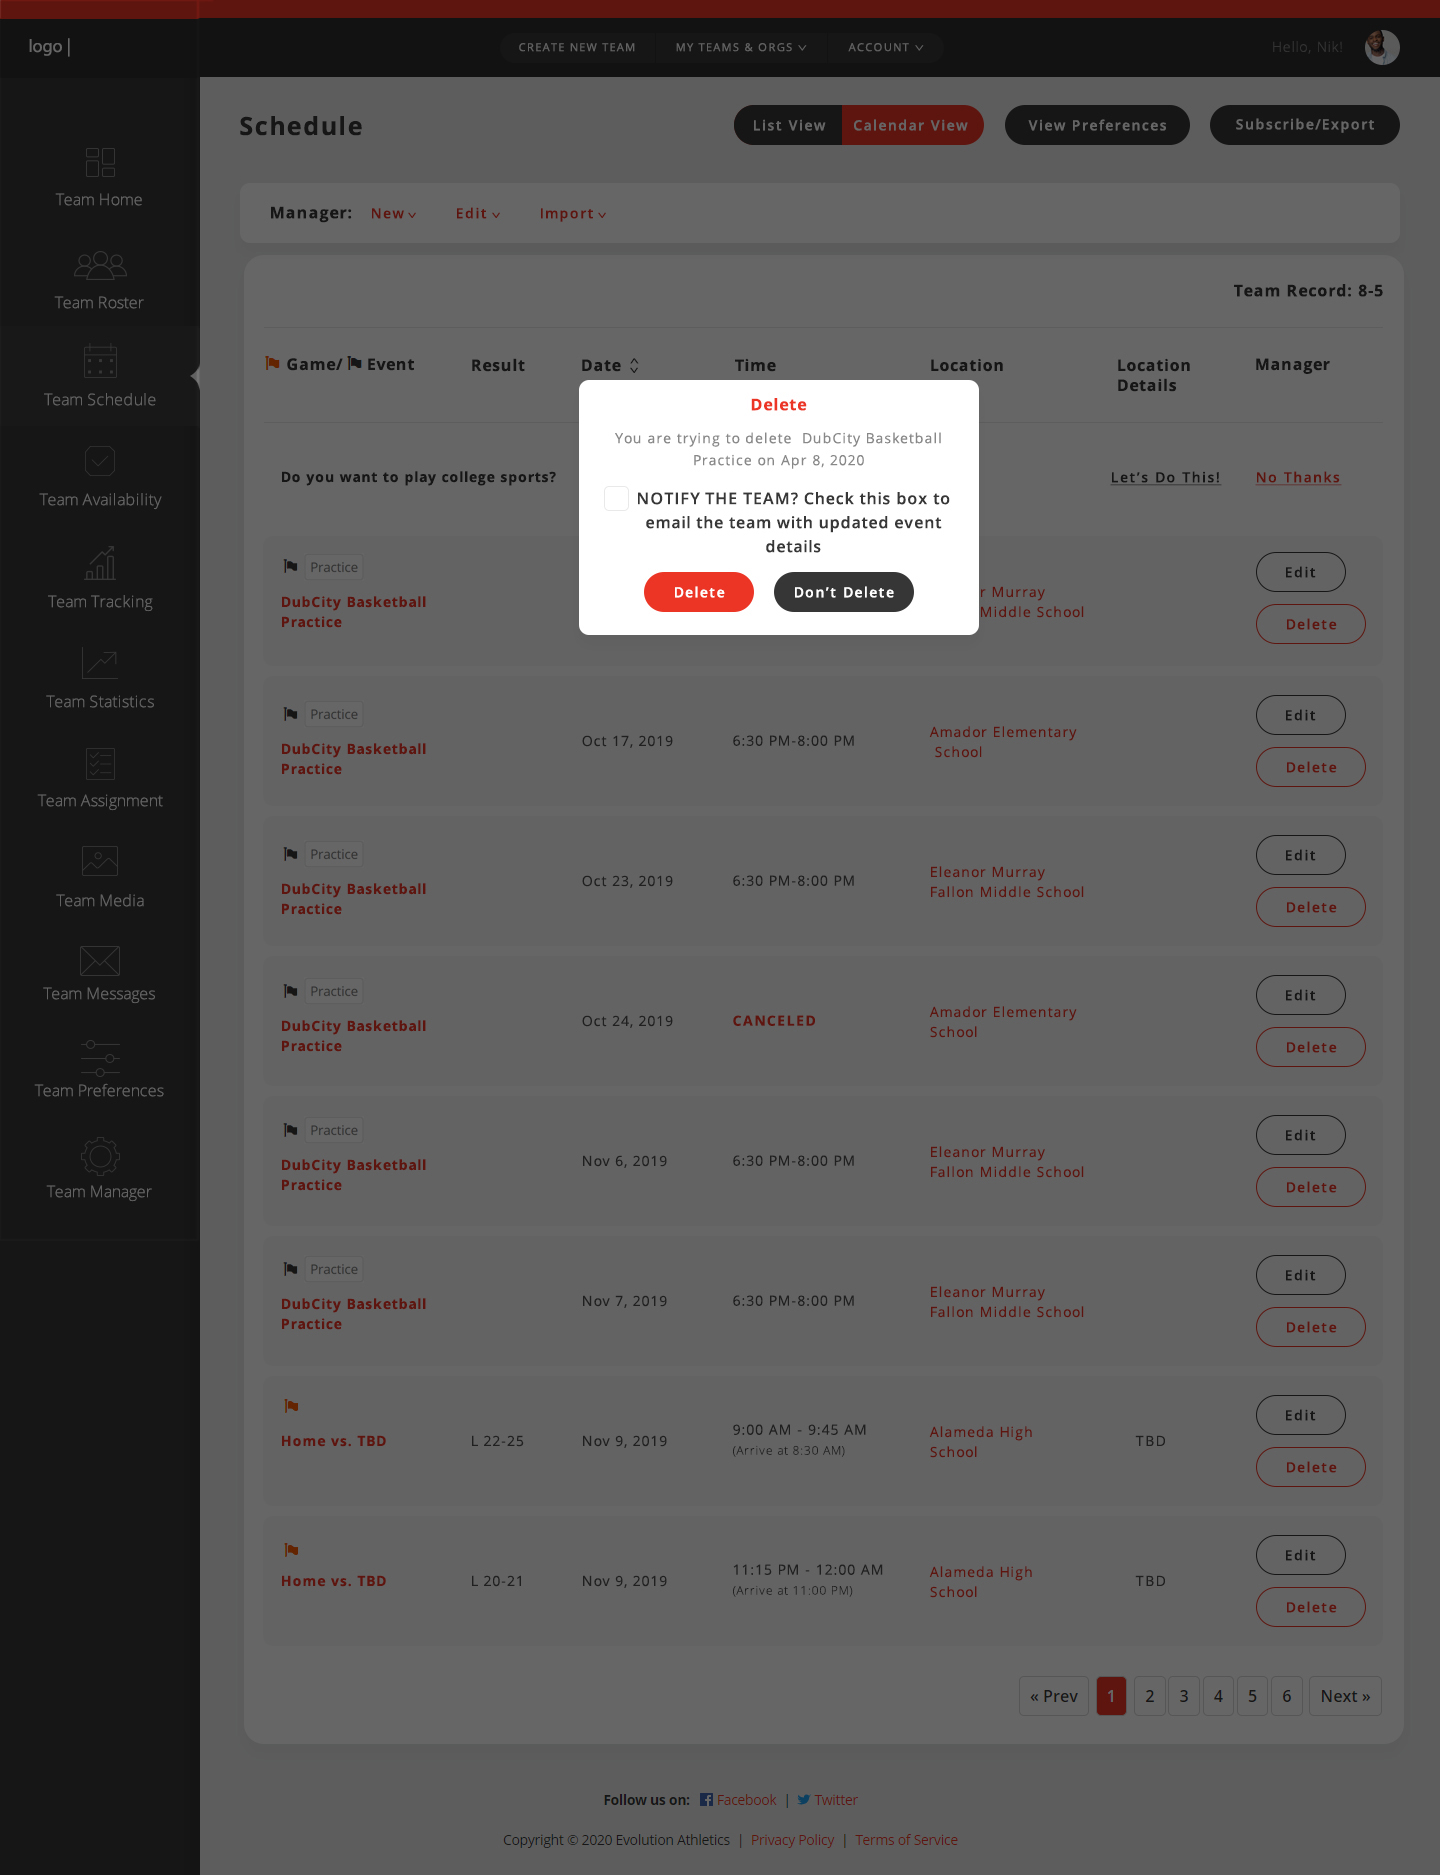 logo |
CREATE NEW TEAM
MY TEAMS & ORGS
ACCOUNT
Hello, Nik!
Schedule
List View
Calendar View
View Preferences
Subscribe/Export
Team Home
Team Roster
Team Schedule
Team Availability
Team Tracking
Team Statistics
Team Assignment
Team Media
Team Messages
Team Preferences
Team Manager
Manager: New Edit Import
Team Record: 8-5
Game/ Event
Result
Date
Time
Location
Location
Details
Manager
Delete
You are trying to delete DubCity Basketball
Practice on Apr 8, 2020
NOTIFY THE TEAM? Check this box to
email the team with updated event
details
Delete
Don't Delete
Do you want to play college sports?
Let's Do This!
No Thanks
Practice
DubCity Basketball
Practice
r Murray
Middle School
Edit
Delete
Practice
DubCity Basketball
Practice
Oct 17, 2019
6:30 PM-8:00 PM
Amador Elementary
School
Edit
Delete
Practice
DubCity Basketball
Practice
Oct 23, 2019
6:30 PM-8:00 PM
Eleanor Murray
Fallon Middle School
Edit
Delete
Practice
DubCity Basketball
Practice
Oct 24, 2019
CANCELED
Amador Elementary
School
Edit
Delete
Practice
DubCity Basketball
Practice
Nov 6, 2019
6:30 PM-8:00 PM
Eleanor Murray
Fallon Middle School
Edit
Delete
Practice
DubCity Basketball
Practice
Nov 7, 2019
6:30 PM-8:00 PM
Eleanor Murray
Fallon Middle School
Edit
Delete
Home vs. TBD
L 22-25
Nov 9, 2019
9:00 AM - 9:45 AM
(Arrive at 8:30 AM)
Alameda High
School
TBD
Edit
Delete
Home vs. TBD
L 20-21
Nov 9, 2019
11:15 PM - 12:00 AM
(Arrive at 11:00 PM)
Alameda High
School
TBD
Edit
Delete
« Prev 1 2 3 4 5 6 Next »
Follow us on: Facebook | Twitter
Copyright © 2020 Evolution Athletics | Privacy Policy | Terms of Service